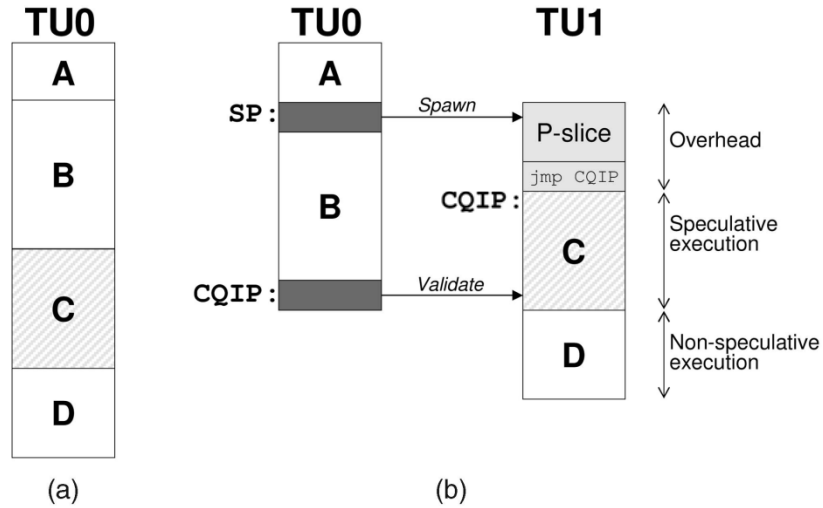 TU0
A
B
C
D
(a)
TU0
TU1
A
SP:
Spawn
P-slice
Overhead
jmp CQIP
B
CQIP:
C
Speculative
execution
CQIP:
Validate
D
Non-speculative
execution
(b)